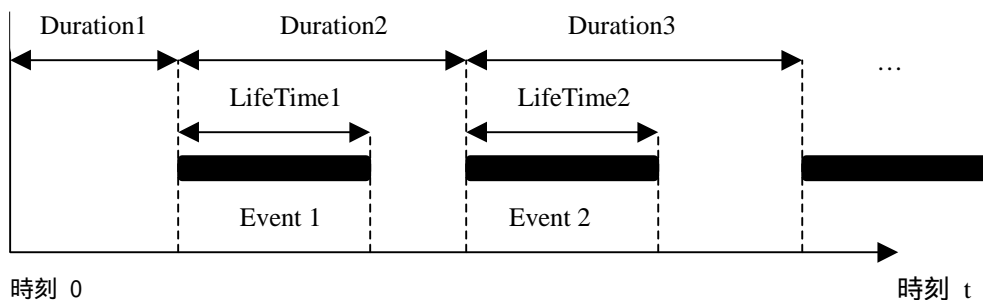 Duration1 Duration2 Duration3
…
LifeTime1 LifeTime2
Event 1 Event 2
時刻 0 時刻 t